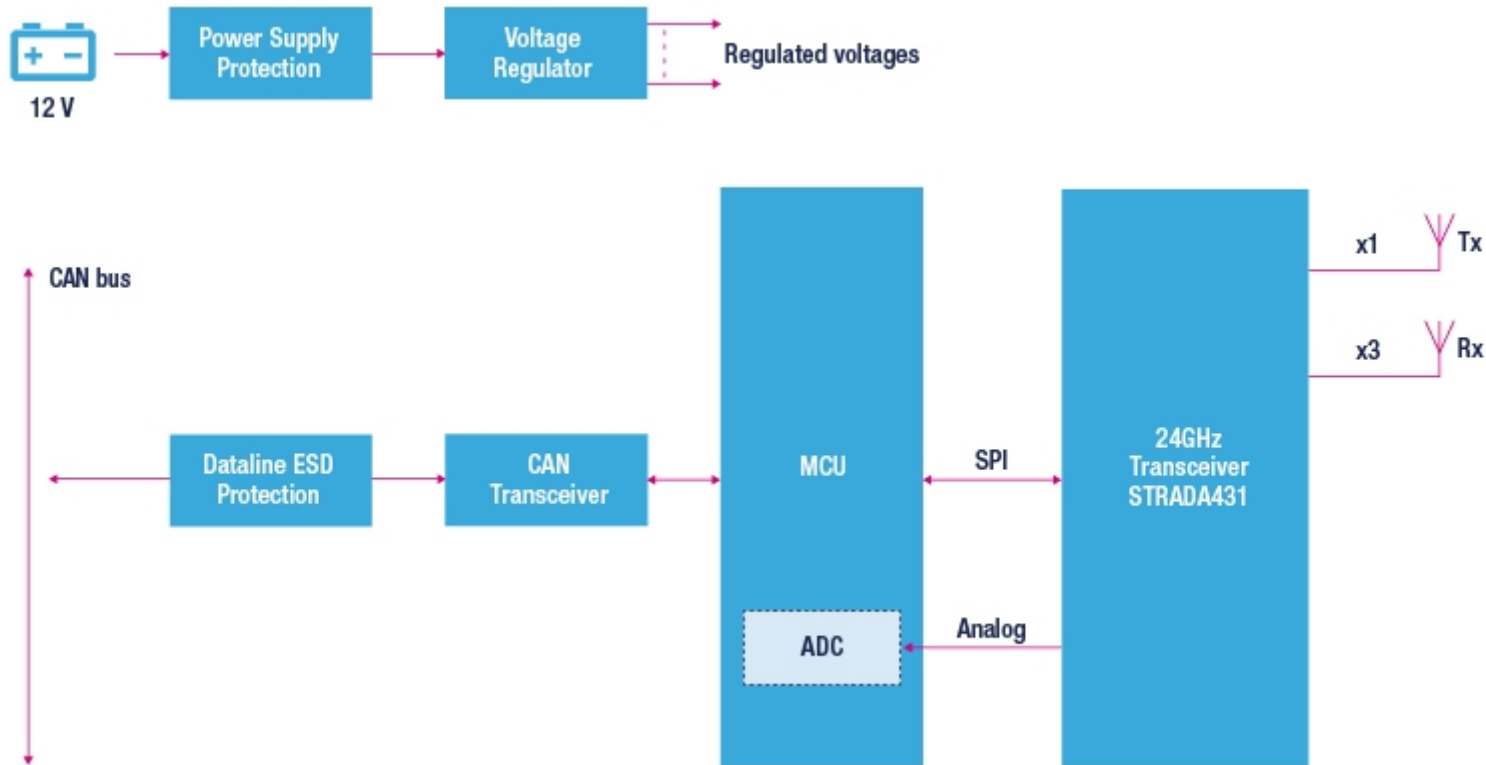 Power Supply
Protection
Voltage
Regulator
Regulated voltages
+ −
12 V
CAN bus
x1
Tx
x3
Rx
Dataline ESD
Protection
CAN
Transceiver
MCU
SPI
24GHz
Transceiver
STRADA431
Analog
ADC